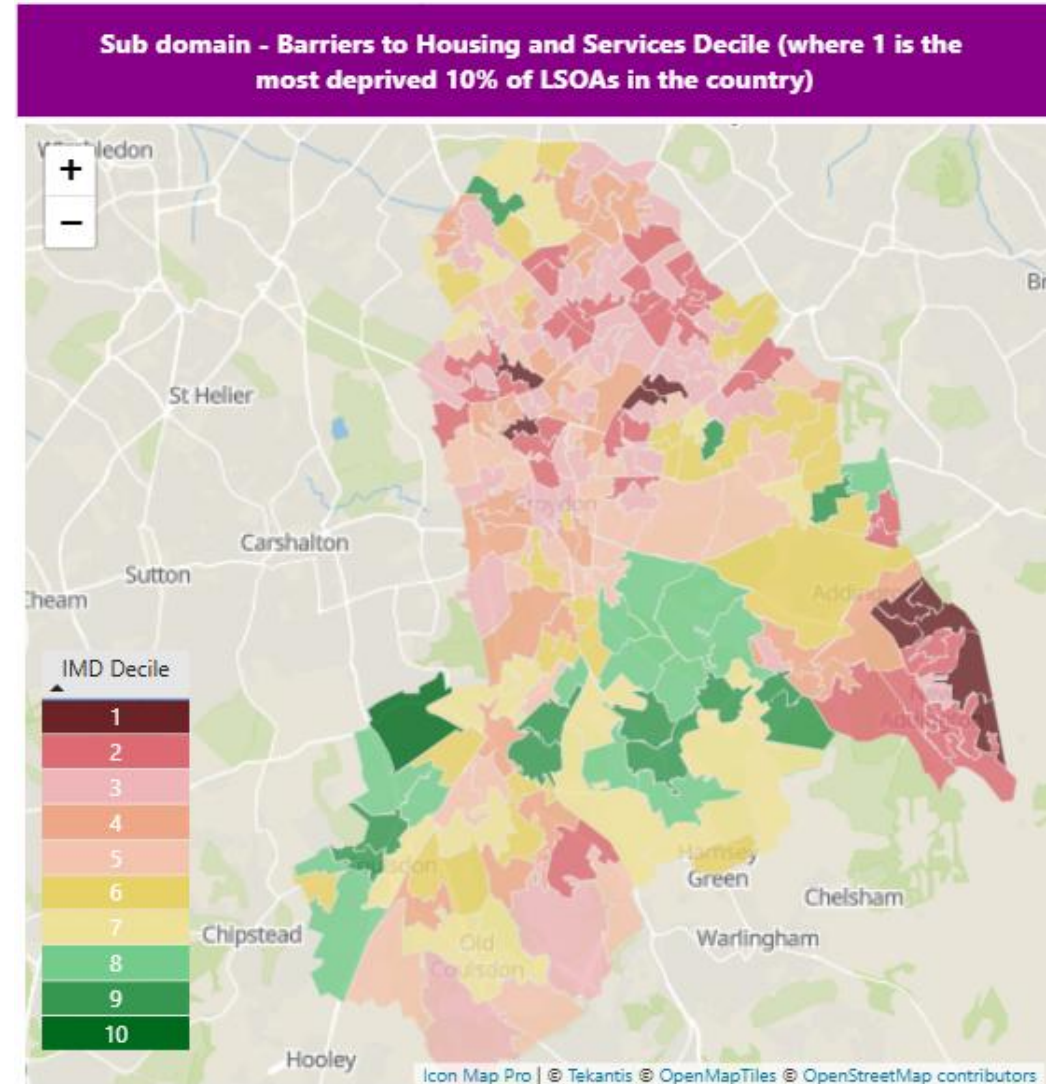 Sub domain - Barriers to Housing and Services Decile (where 1 is the
most deprived 10% of LSOAs in the country)
+
−
St Helier
Carshalton
Sutton
Croydon
IMD Decile
1
2
3
4
5
6
7
8
9
10
Green
Chelsham
Chipstead
Warlingham
Old
Coulsdon
Hooley
Icon Map Pro | © Tekantis © OpenMapTiles © OpenStreetMap contributors